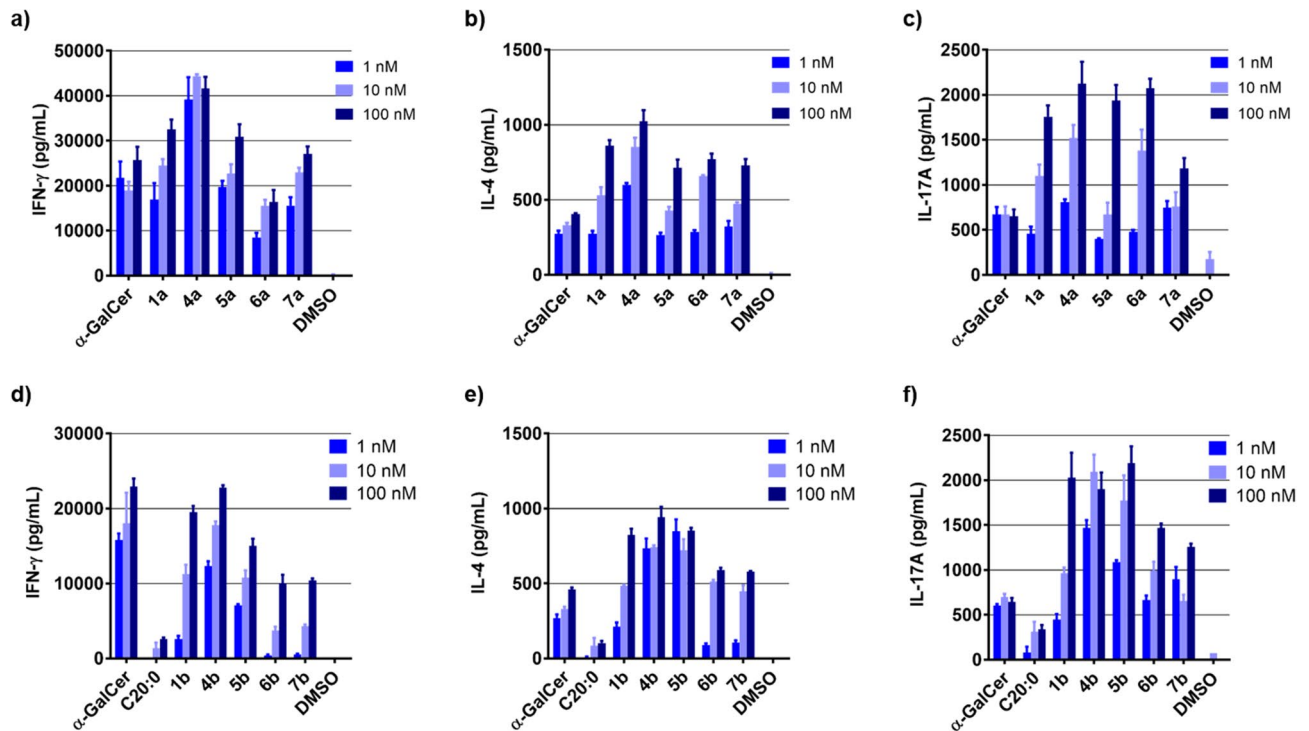 a)
IFN-γ (pg/mL)
50000
40000
30000
20000
10000
0
1 nM
10 nM
100 nM
α-GalCer 1a 4a 5a 6a 7a DMSO
b)
IL-4 (pg/mL)
1500
1000
500
0
1 nM
10 nM
100 nM
α-GalCer 1a 4a 5a 6a 7a DMSO
c)
IL-17A (pg/mL)
2500
2000
1500
1000
500
0
1 nM
10 nM
100 nM
α-GalCer 1a 4a 5a 6a 7a DMSO
d)
IFN-γ (pg/mL)
30000
20000
10000
0
1 nM
10 nM
100 nM
α-GalCer C20:0 1b 4b 5b 6b 7b DMSO
e)
IL-4 (pg/mL)
1500
1000
500
0
1 nM
10 nM
100 nM
α-GalCer C20:0 1b 4b 5b 6b 7b DMSO
f)
IL-17A (pg/mL)
2500
2000
1500
1000
500
0
1 nM
10 nM
100 nM
α-GalCer C20:0 1b 4b 5b 6b 7b DMSO